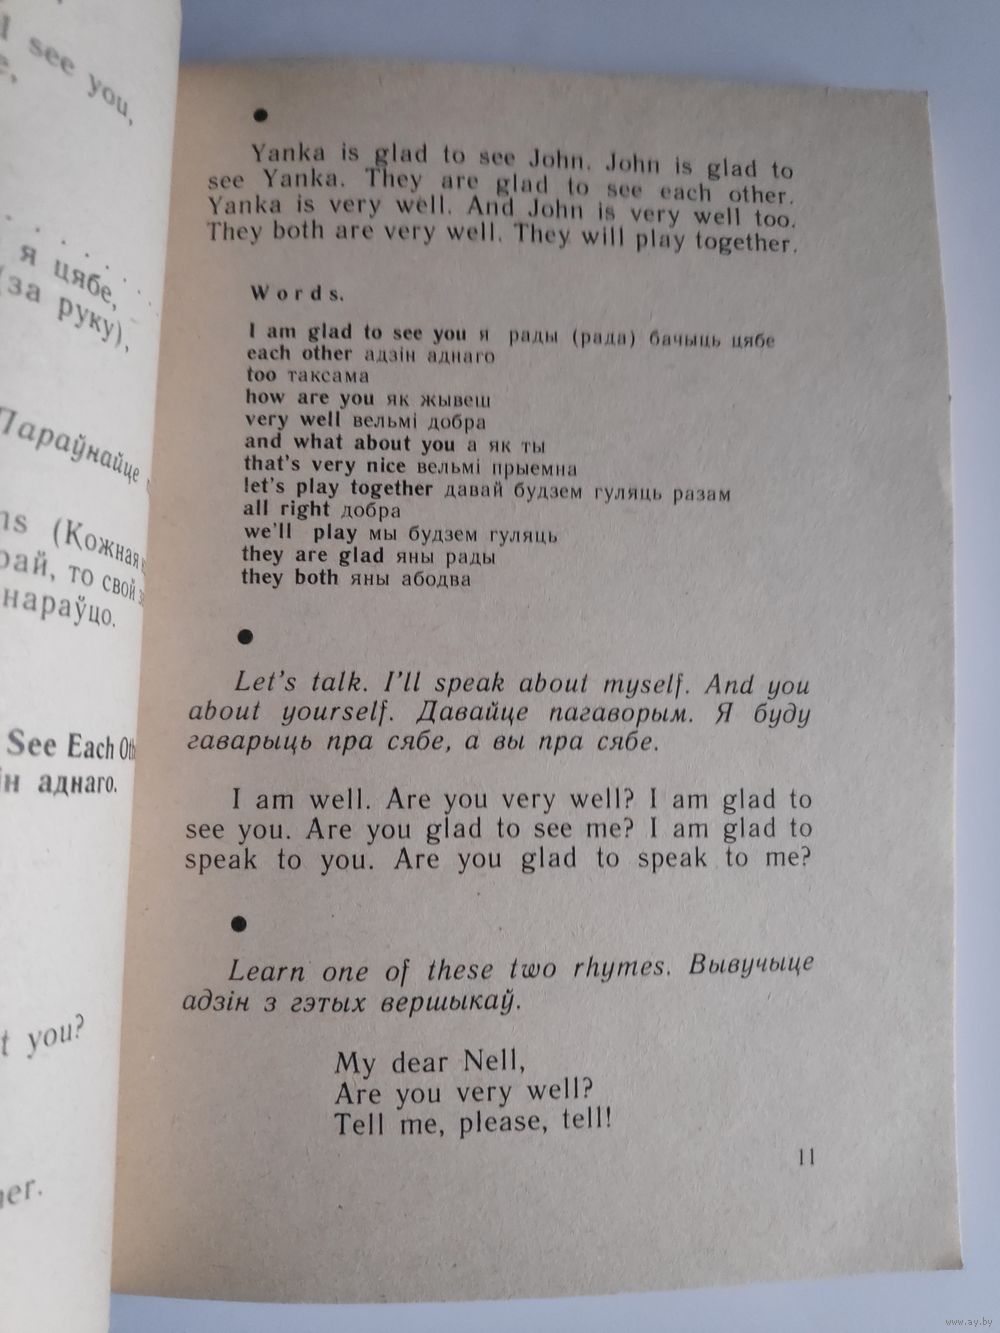 see you,
я цябе,
(за руку),
Параўнайце
(Кожная
то свой
See Each
аднаго.
you?
●
Yanka is glad to see John. John is glad to
see Yanka. They are glad to see each other.
Yanka is very well. And John is very well too.
They both are very well. They will play together.
Words.
I am glad to see you я рады (рада) бачыць цябе
each other адзін аднаго
too таксама
how are you як жывеш
very well вельмі добра
and what about you а як ты
that's very nice вельмі прыемна
let's play together давай будзем гуляць разам
all right добра
we'll play мы будзем гуляць
they are glad яны рады
they both яны абодва
●
Let's talk. I'll speak about myself. And you
about yourself. Давайце пагаворым. Я буду
гаварыць пра сябе, а вы пра сябе.
I am well. Are you very well? I am glad to
see you. Are you glad to see me? I am glad to
speak to you. Are you glad to speak to me?
●
Learn one of these two rhymes. Вывучыце
адзін з гэтых вершыкаў.
My dear Nell,
Are you very well?
Tell me, please, tell!
11
www.ay.by